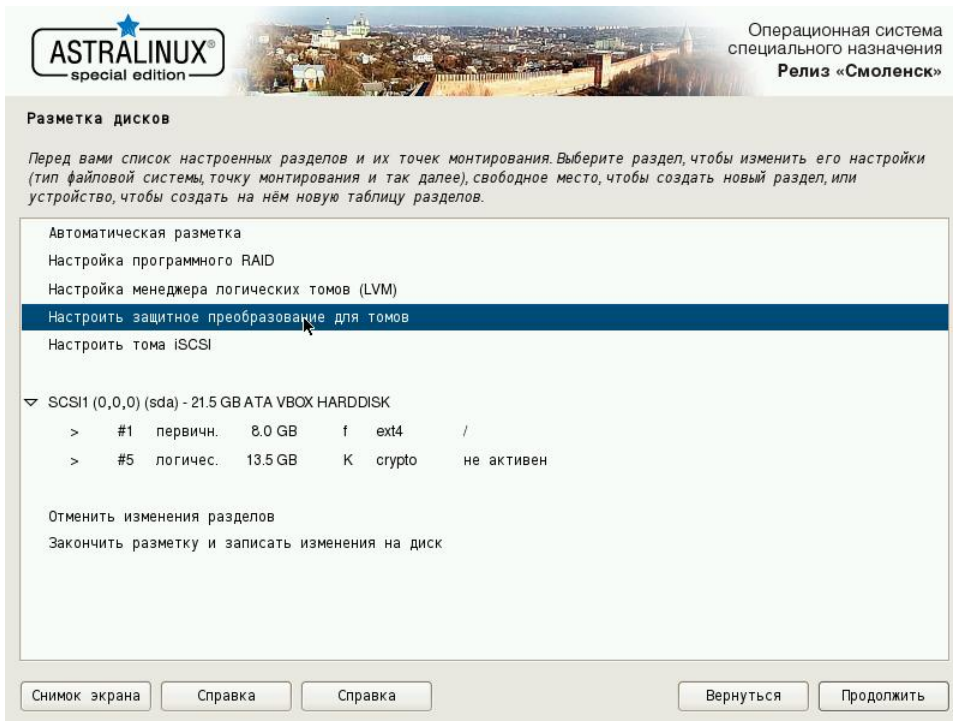 ASTRALINUX®
special edition
Операционная система
специального назначения
Релиз «Смоленск»
Разметка дисков
Перед вами список настроенных разделов и их точек монтирования. Выберите раздел, чтобы изменить его настройки
(тип файловой системы, точку монтирования и так далее), свободное место, чтобы создать новый раздел, или
устройство, чтобы создать на нём новую таблицу разделов.
Автоматическая разметка
Настройка программного RAID
Настройка менеджера логических томов (LVM)
Настроить защитное преобразование для томов
Настроить тома iSCSI
SCSI1 (0,0,0) (sda) - 21.5 GB ATA VBOX HARDDISK
> #1 первичн. 8.0 GB f ext4 /
> #5 логичес. 13.5 GB K crypto не активен
Отменить изменения разделов
Закончить разметку и записать изменения на диск
Снимок экрана Справка Справка Вернуться Продолжить